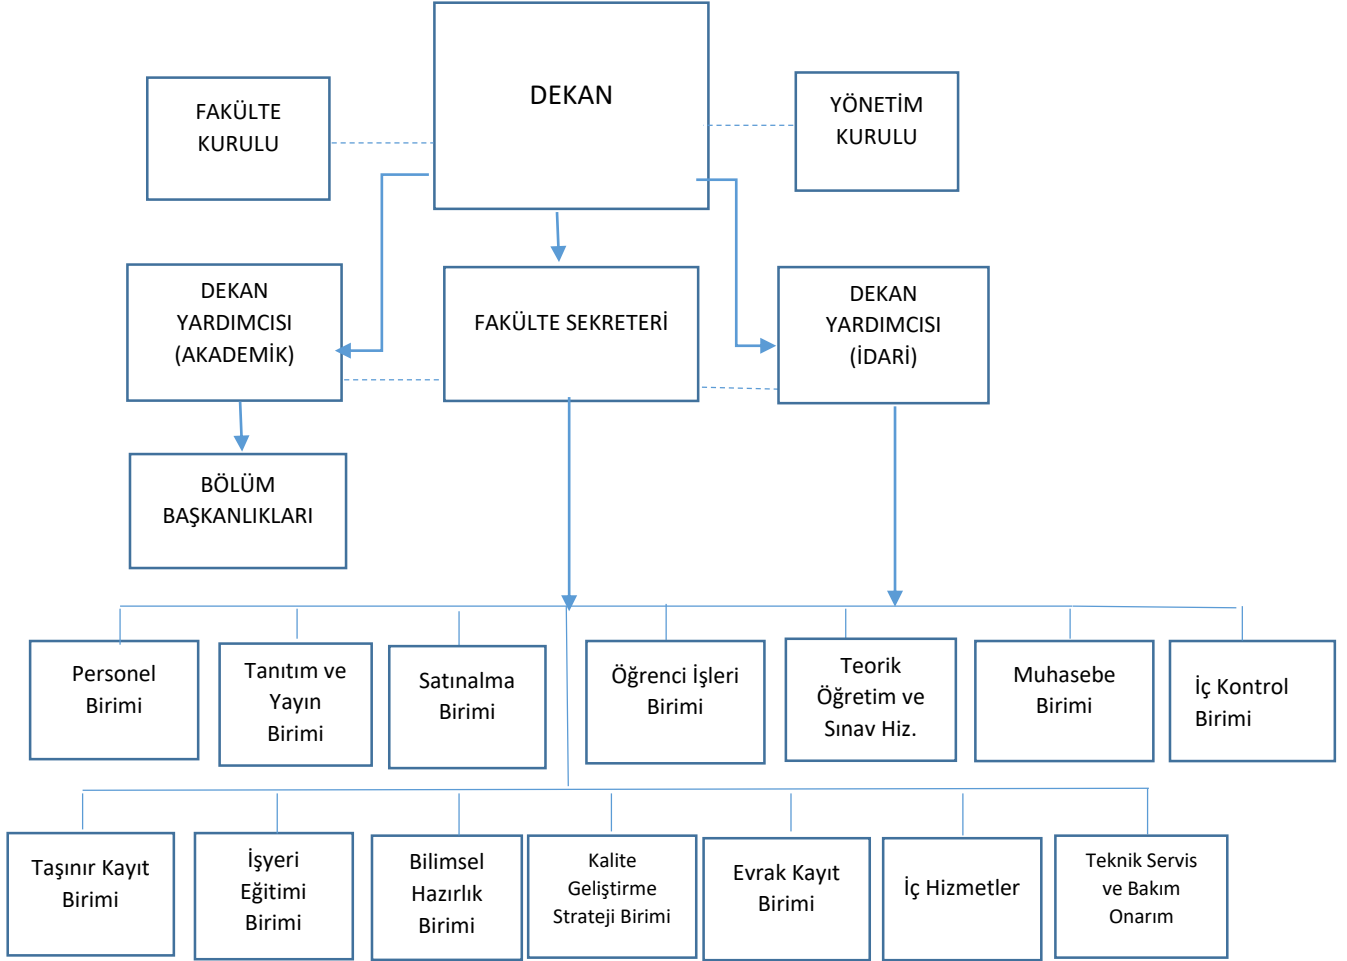 DEKAN
FAKÜLTE
KURULU
YÖNETİM
KURULU
DEKAN
YARDIMCISI
(AKADEMİK)
FAKÜLTE SEKRETERİ
DEKAN
YARDIMCISI
(İDARİ)
BÖLÜM
BAŞKANLIKLARI
Personel
Birimi
Tanıtım ve
Yayın
Birimi
Satınalma
Birimi
Öğrenci İşleri
Birimi
Teorik
Öğretim ve
Sınav Hiz.
Muhasebe
Birimi
İç Kontrol
Birimi
Taşınır Kayıt
Birimi
İşyeri
Eğitimi
Birimi
Bilimsel
Hazırlık
Birimi
Kalite
Geliştirme
Strateji Birimi
Evrak Kayıt
Birimi
İç Hizmetler
Teknik Servis
ve Bakım
Onarım